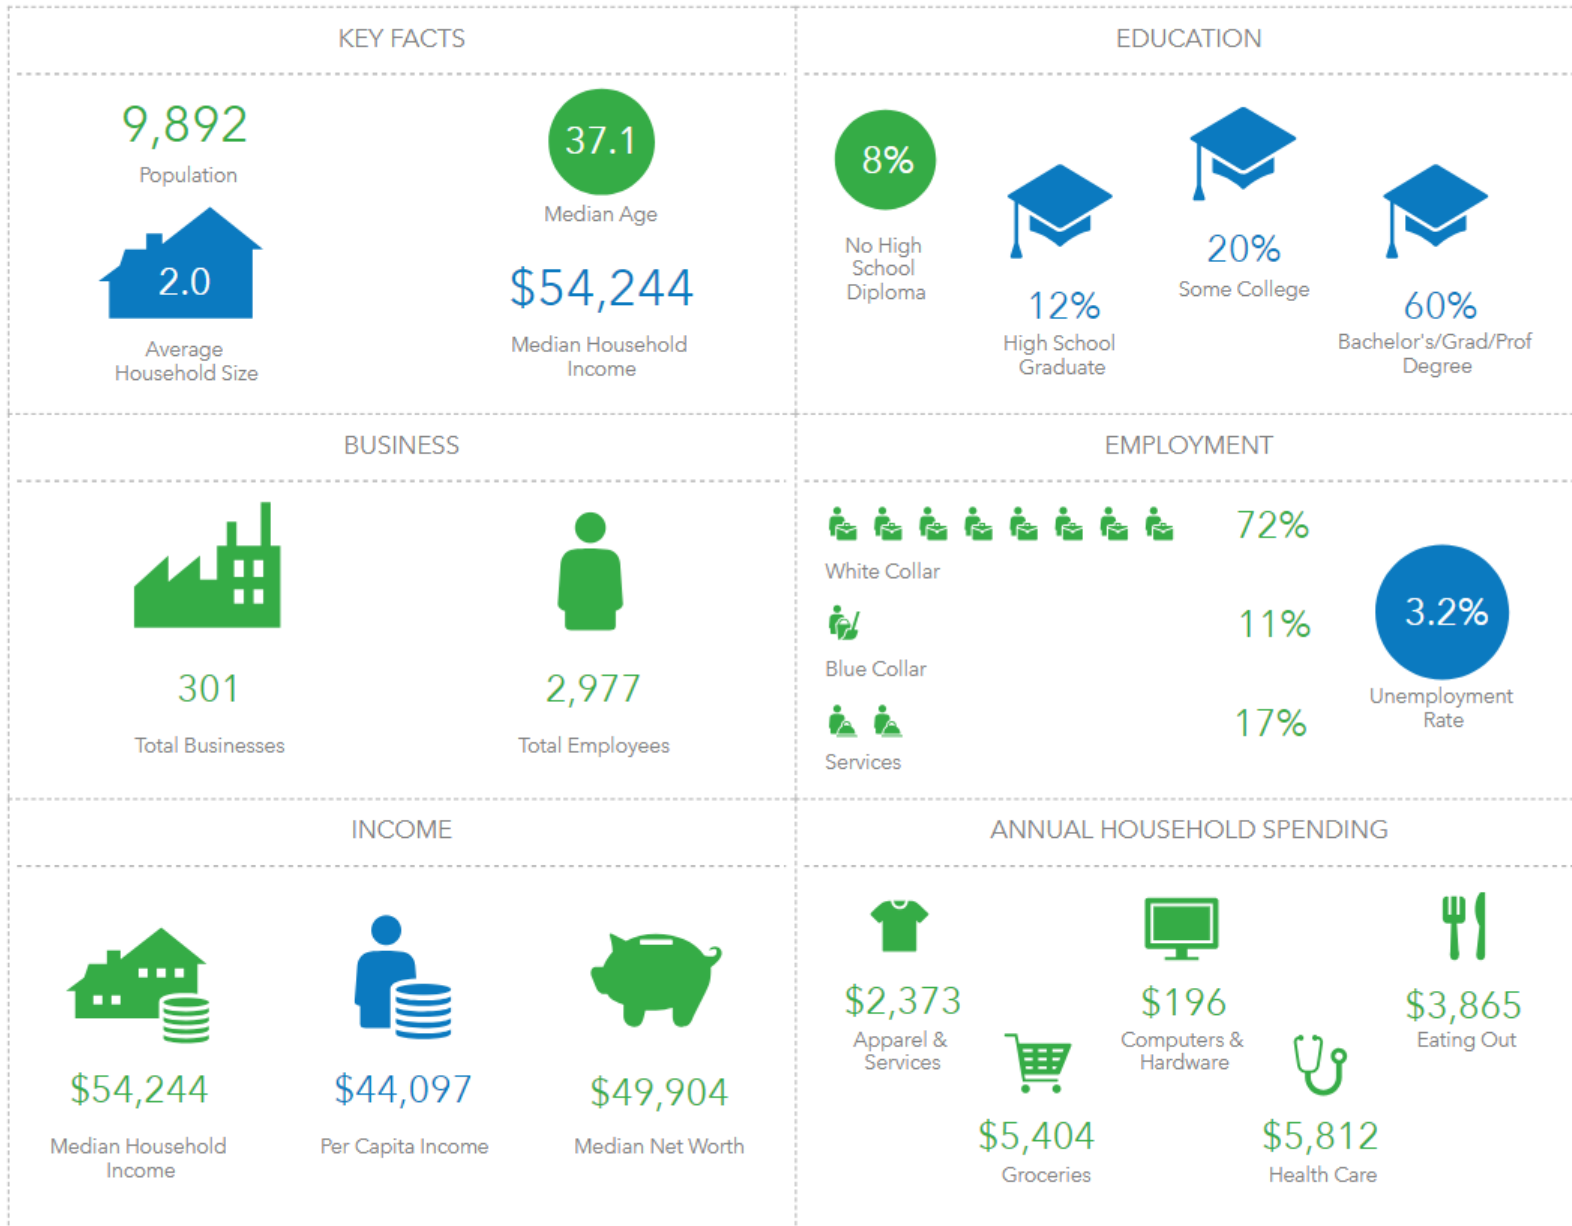 KEY FACTS
9,892
Population
37.1
Median Age
2.0
Average
Household Size
$54,244
Median Household
Income
EDUCATION
8%
No High
School
Diploma
12%
High School
Graduate
20%
Some College
60%
Bachelor's/Grad/Prof
Degree
BUSINESS
301
Total Businesses
2,977
Total Employees
EMPLOYMENT
72%
White Collar
11%
Blue Collar
17%
Services
3.2%
Unemployment
Rate
INCOME
$54,244
Median Household
Income
$44,097
Per Capita Income
$49,904
Median Net Worth
ANNUAL HOUSEHOLD SPENDING
$2,373
Apparel &
Services
$196
Computers &
Hardware
$3,865
Eating Out
$5,404
Groceries
$5,812
Health Care